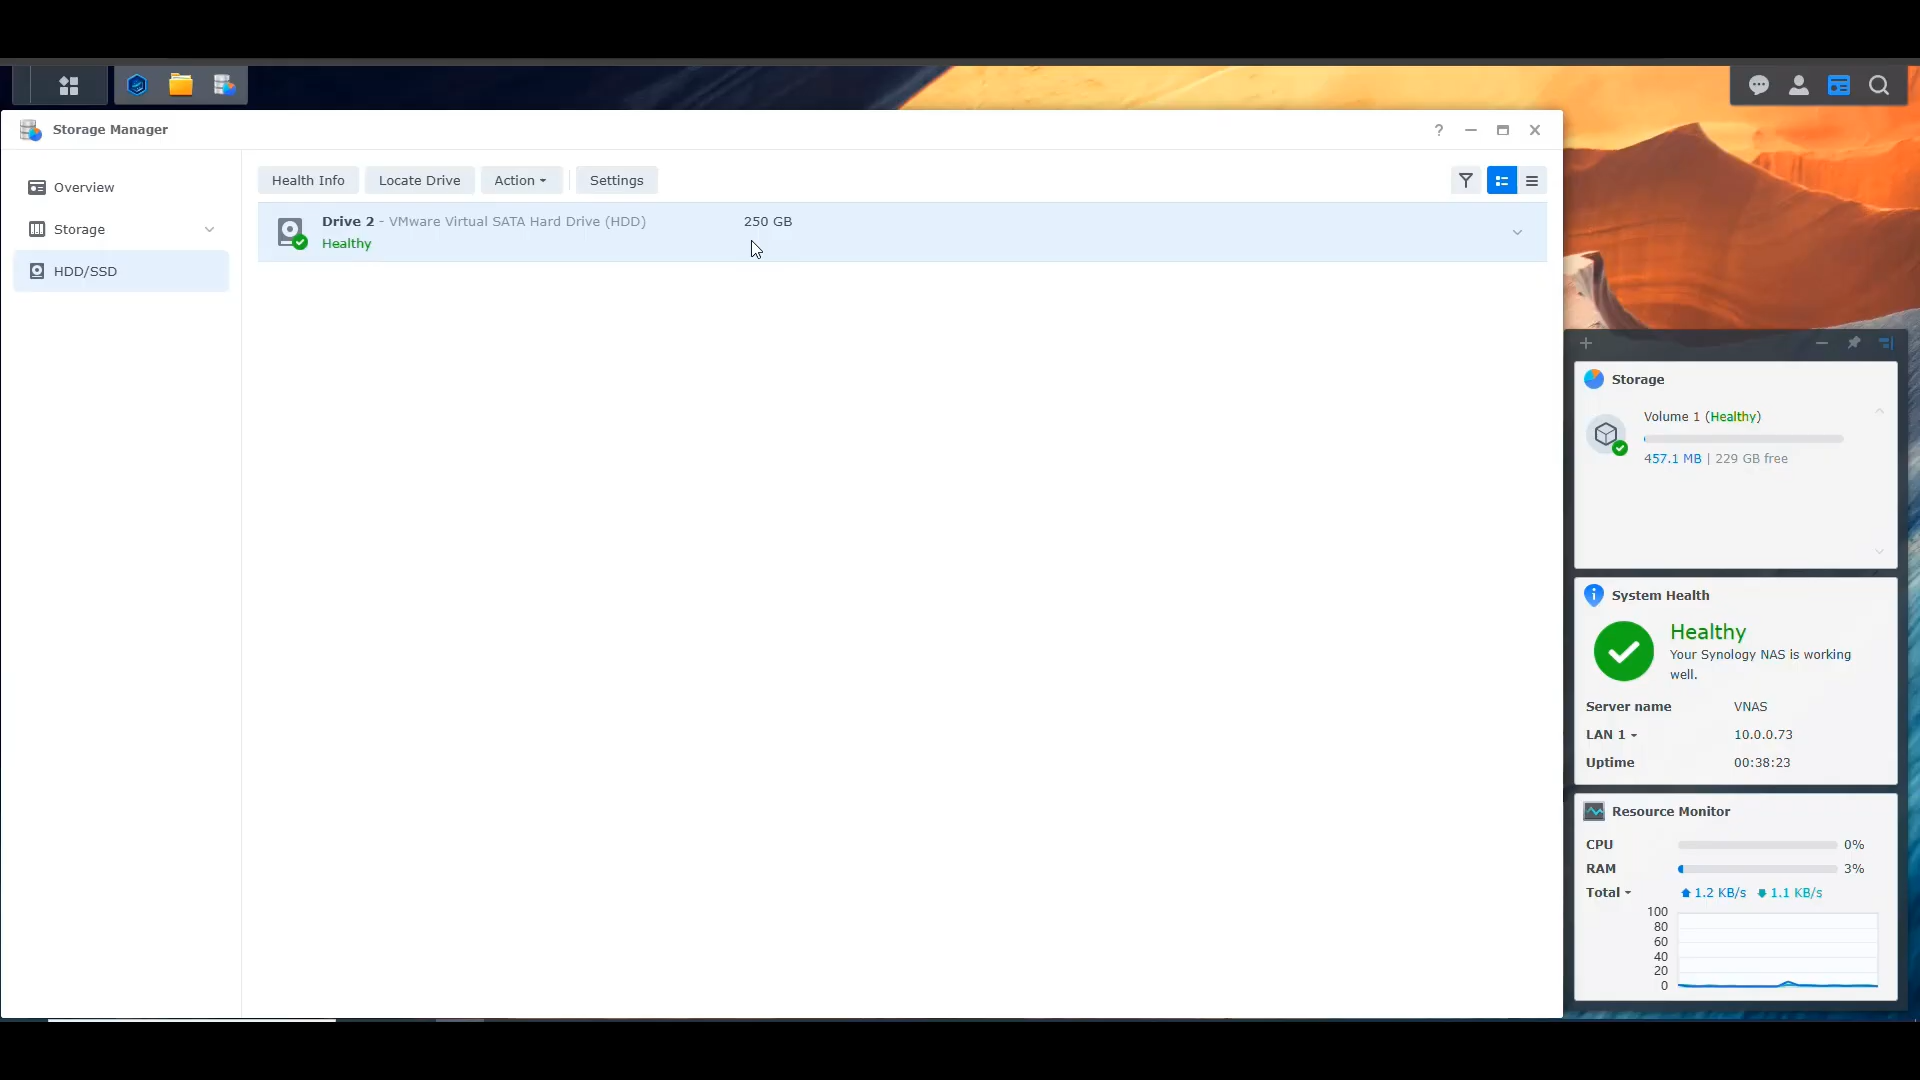 Storage Manager
?
Overview
Storage
HDD/SSD
Health Info
Locate Drive
Action
Settings
Drive 2 - VMware Virtual SATA Hard Drive (HDD)
250 GB
Healthy
Storage
Volume 1 (Healthy)
457.1 MB | 229 GB free
System Health
Healthy
Your Synology NAS is working
well.
Server name VNAS
LAN 1 10.0.0.73
Uptime 00:38:23
Resource Monitor
CPU 0%
RAM 3%
Total 1.2 KB/s 1.1 KB/s
100
80
60
40
20
0